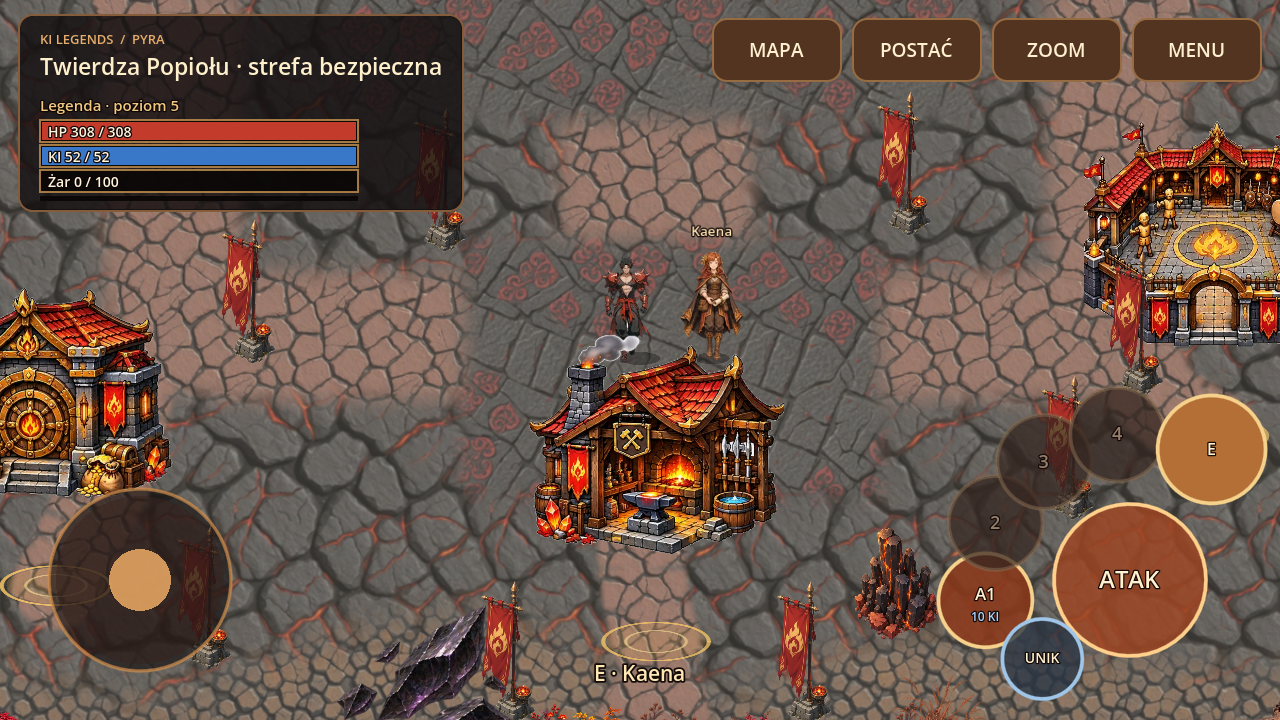 KI LEGENDS / PYRA
Twierdza Popiołu · strefa bezpieczna
Legenda · poziom 5
HP 308 / 308
KI 52 / 52
Żar 0 / 100
MAPA
POSTAĆ
ZOOM
MENU
Kaena
4
E
3
2
ATAK
A1
10 KI
UNIK
E · Kaena